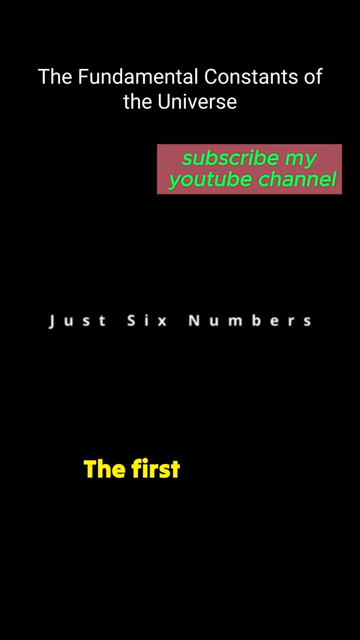 The Fundamental Constants of
the Universe
subscribe my
youtube channel
Just Six Numbers
The first